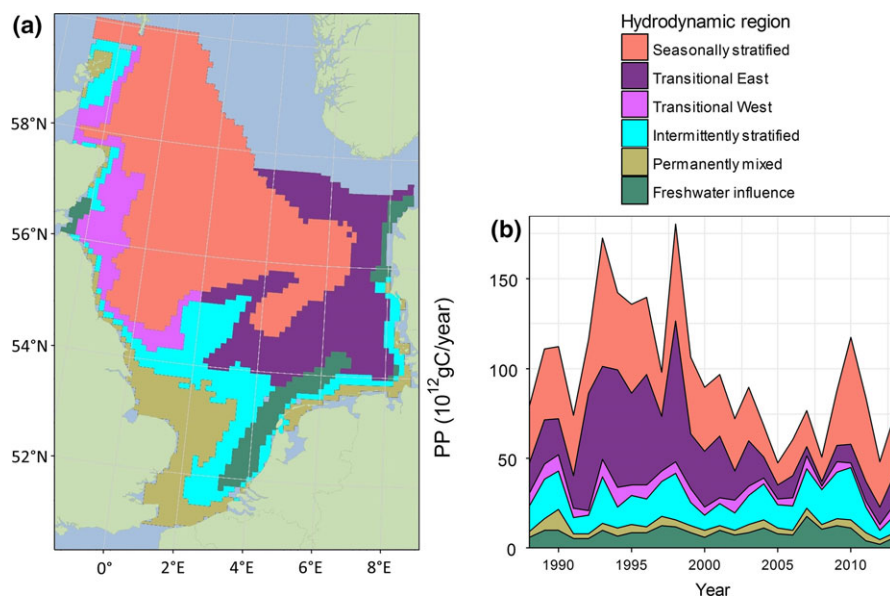 (a)
58°N
56°N
54°N
52°N
0°
2°E
4°E
6°E
8°E
Hydrodynamic region
Seasonally stratified
Transitional East
Transitional West
Intermittently stratified
Permanently mixed
Freshwater influence
(b)
PP (10¹²gC/year)
150
100
50
0
1990
1995
2000
2005
2010
Year